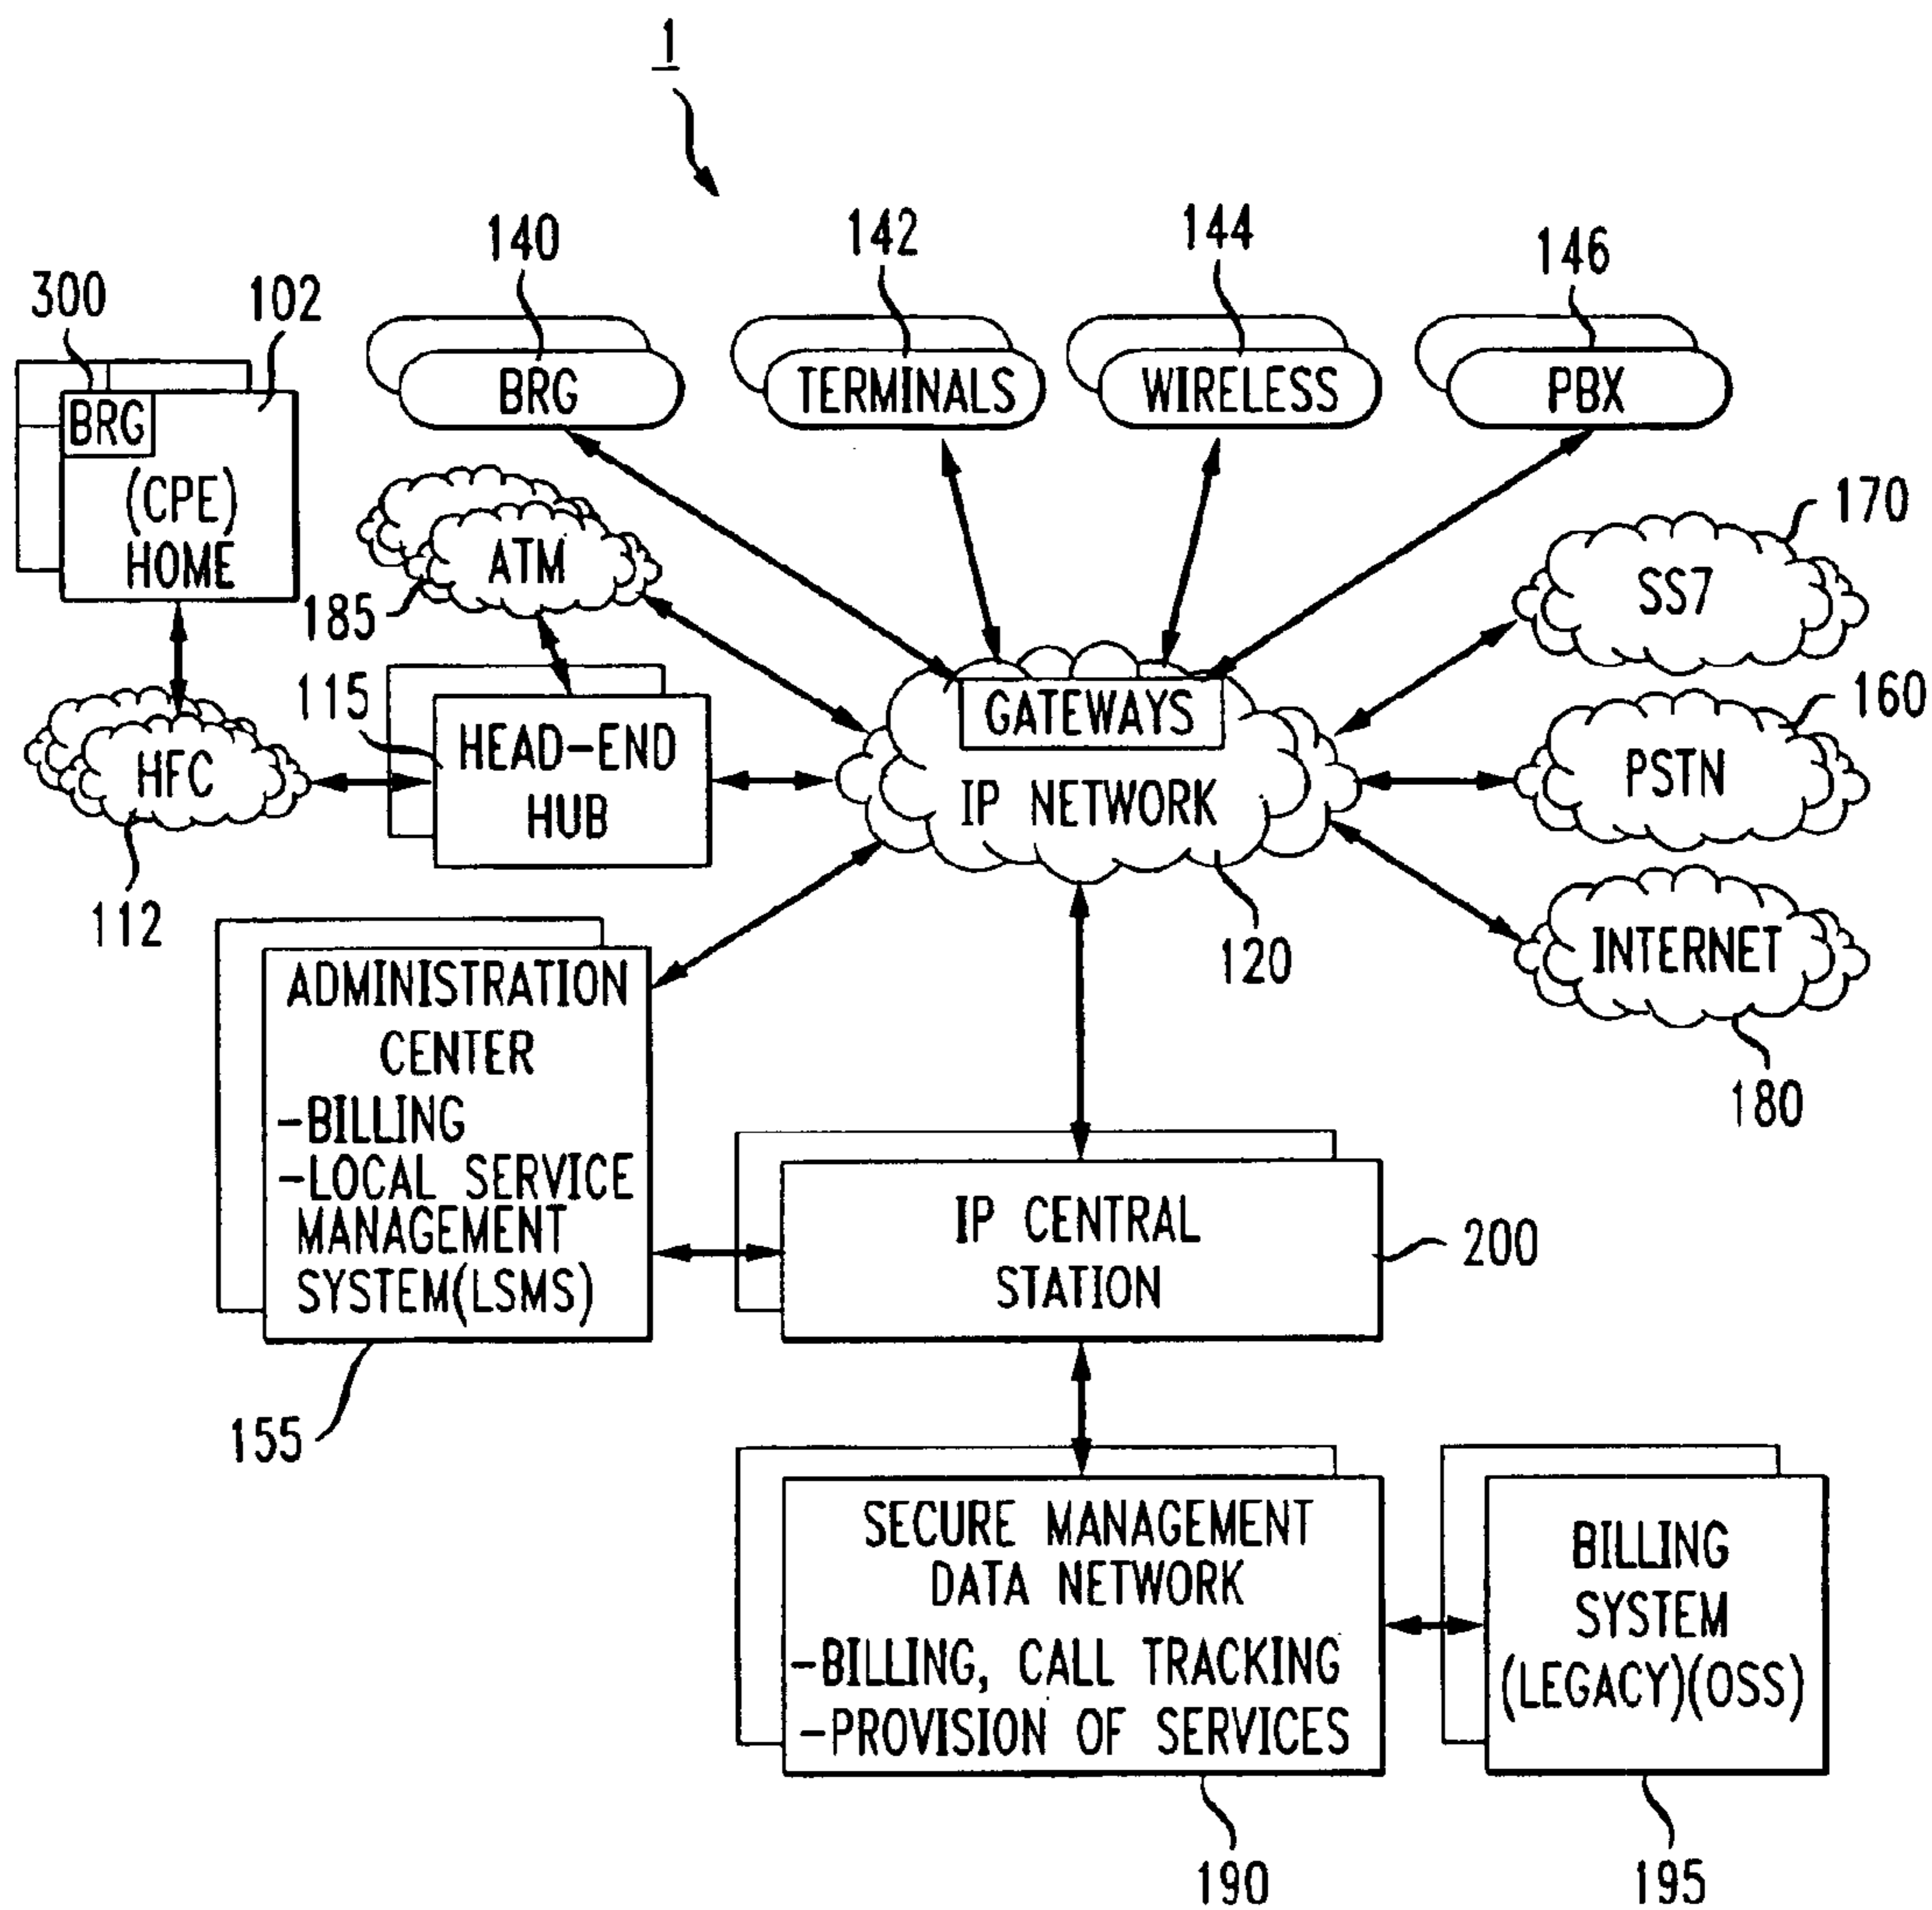 1
140
142
144
146
300
102
BRG
TERMINALS
WIRELESS
PBX
BRG
(CPE)
HOME
170
ATM
SS7
185
115
160
GATEWAYS
HEAD-END
HUB
HFC
IP NETWORK
PSTN
112
120
INTERNET
180
ADMINISTRATION
CENTER
-BILLING
-LOCAL SERVICE
MANAGEMENT
SYSTEM(LSMS)
IP CENTRAL
STATION
200
155
SECURE MANAGEMENT
DATA NETWORK
-BILLING, CALL TRACKING
-PROVISION OF SERVICES
BILLING
SYSTEM
(LEGACY)(OSS)
190
195